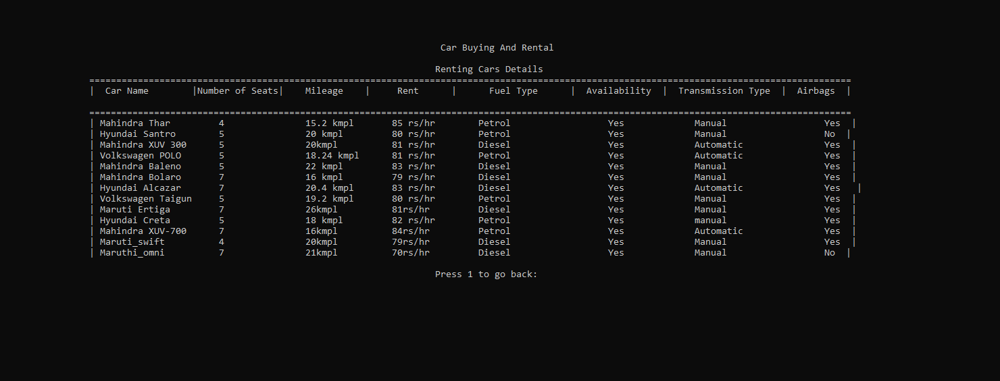 Car Buying And Rental
Renting Cars Details
=============================================================================================================================================
|  Car Name        |Number of Seats|    Mileage    |     Rent      |      Fuel Type      |  Availability  |  Transmission Type  |  Airbags  |
=============================================================================================================================================
| Mahindra Thar         4               15.2 kmpl       85 rs/hr        Petrol                  Yes             Manual                  Yes  |
| Hyundai Santro        5               20 kmpl         80 rs/hr        Petrol                  Yes             Manual                  No  |
| Mahindra XUV 300      5               20kmpl          81 rs/hr        Diesel                  Yes             Automatic               Yes  |
| Volkswagen POLO       5               18.24 kmpl      81 rs/hr        Petrol                  Yes             Automatic               Yes  |
| Mahindra Baleno       5               22 kmpl         83 rs/hr        Diesel                  Yes             Manual                  Yes  |
| Mahindra Bolaro       7               16 kmpl         79 rs/hr        Diesel                  Yes             Manual                  Yes  |
| Hyundai Alcazar       7               20.4 kmpl       83 rs/hr        Diesel                  Yes             Automatic               Yes   |
| Volkswagen Taigun     5               19.2 kmpl       80 rs/hr        Petrol                  Yes             Manual                  Yes  |
| Maruti Ertiga         7               26kmpl          81rs/hr         Diesel                  Yes             Manual                  Yes  |
| Hyundai Creta         5               18 kmpl         82 rs/hr        Petrol                  Yes             manual                  Yes  |
| Mahindra XUV-700      7               16kmpl          84rs/hr         Petrol                  Yes             Automatic               Yes  |
| Maruti_swift          4               20kmpl          79rs/hr         Diesel                  Yes             Manual                  Yes  |
| Maruthi_omni          7               21kmpl          70rs/hr         Diesel                  Yes             Manual                  No  |
Press 1 to go back: